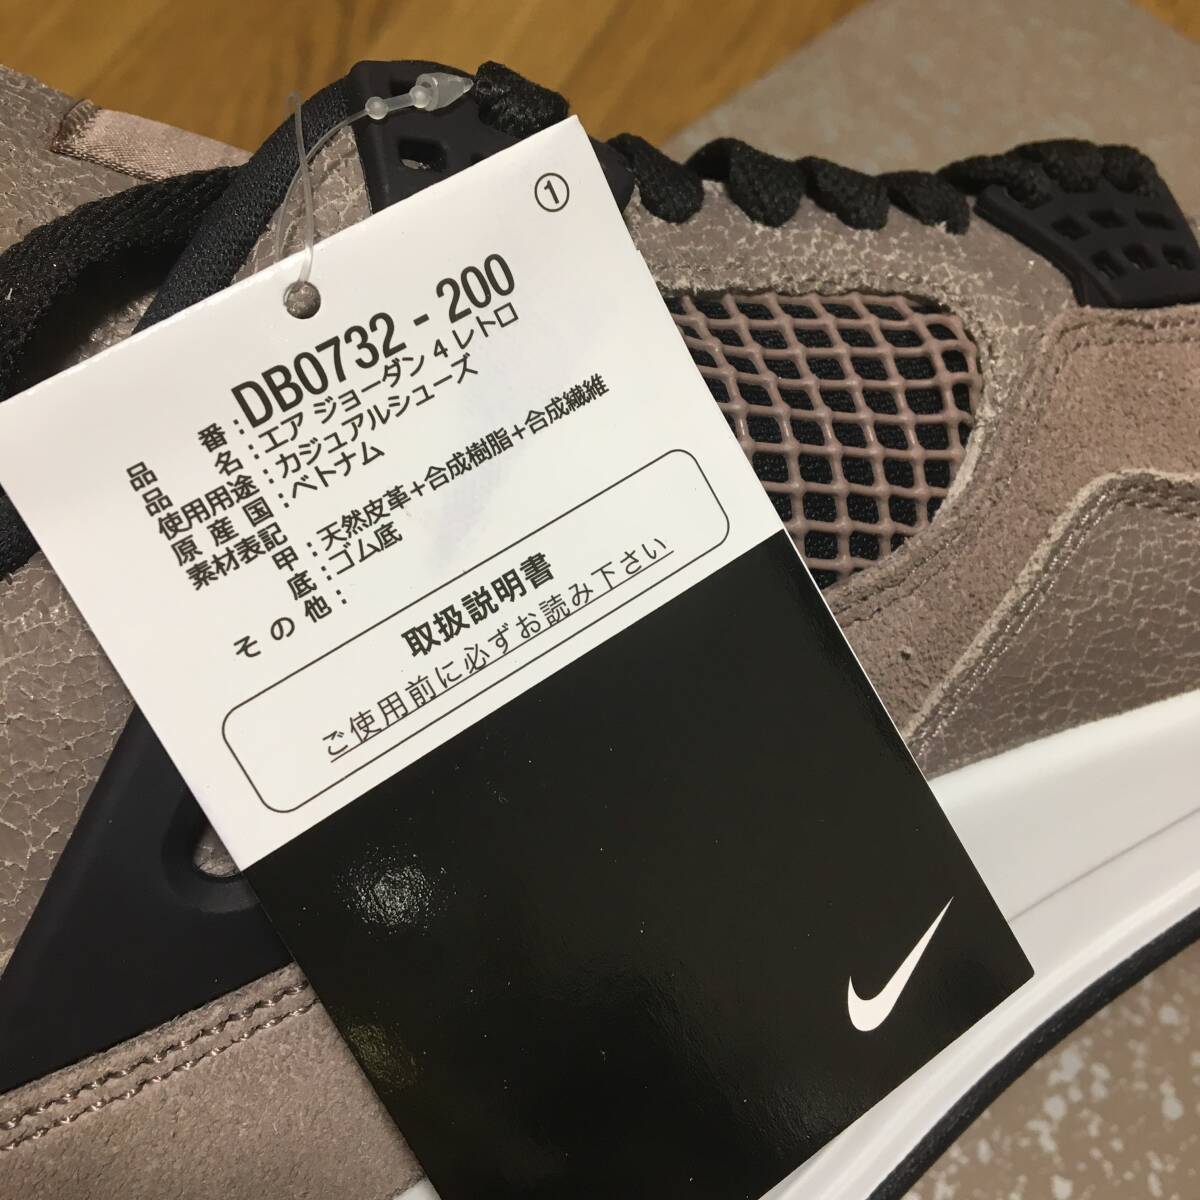 ①
品番:DB0732 - 200
品名:エア ジョーダン 4 レトロ
使用用途:カジュアルシューズ
原産国:ベトナム
素材表記 甲:天然皮革+合成樹脂+合成繊維
底:ゴム底
その他:
取扱説明書
ご使用前に必ずお読み下さい